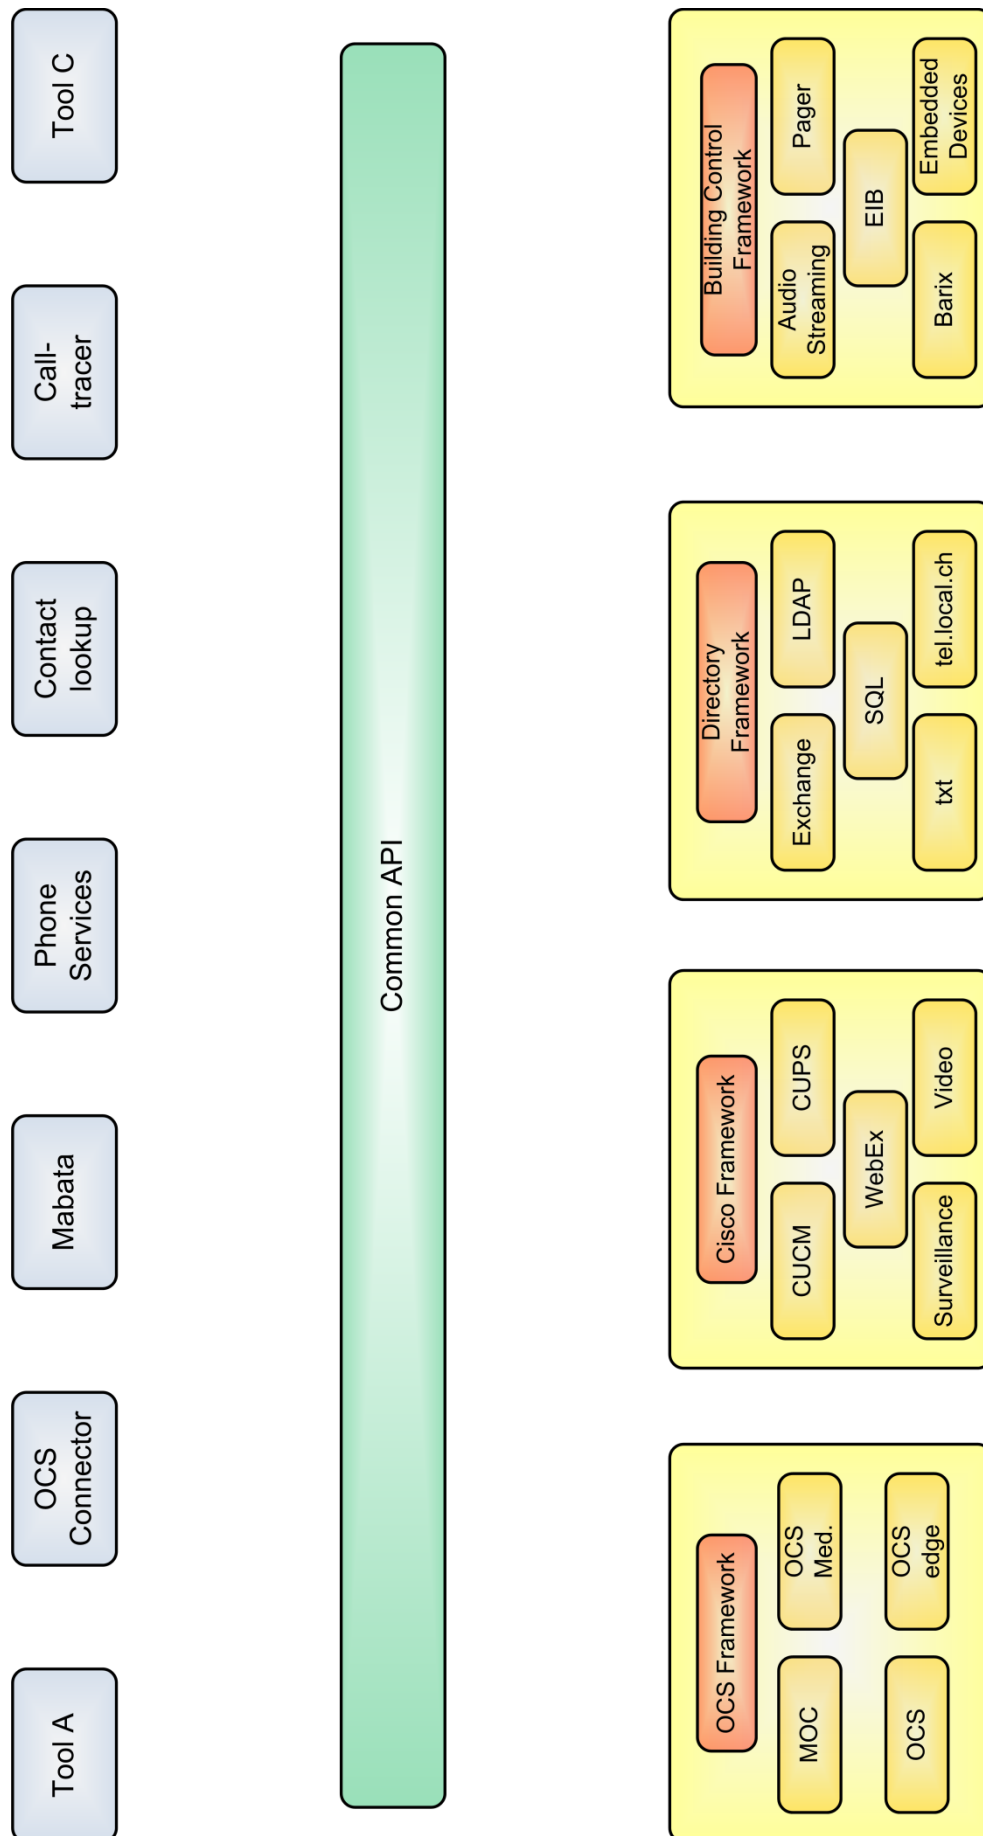 Tool A
OCS
Connector
Mabata
Phone
Services
Contact
lookup
Call-
tracer
Tool C
Common API
OCS Framework
MOC
OCS
Med.
OCS
OCS
edge
Cisco Framework
CUCM
CUPS
WebEx
Surveillance
Video
Directory
Framework
Exchange
LDAP
SQL
txt
tel.local.ch
Building Control
Framework
Audio
Streaming
Pager
EIB
Barix
Embedded
Devices